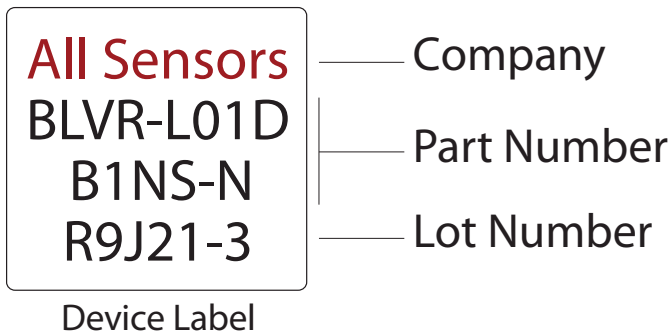 All Sensors
BLVR-L01D
B1NS-N
R9J21-3
Company
Part Number
Lot Number
Device Label